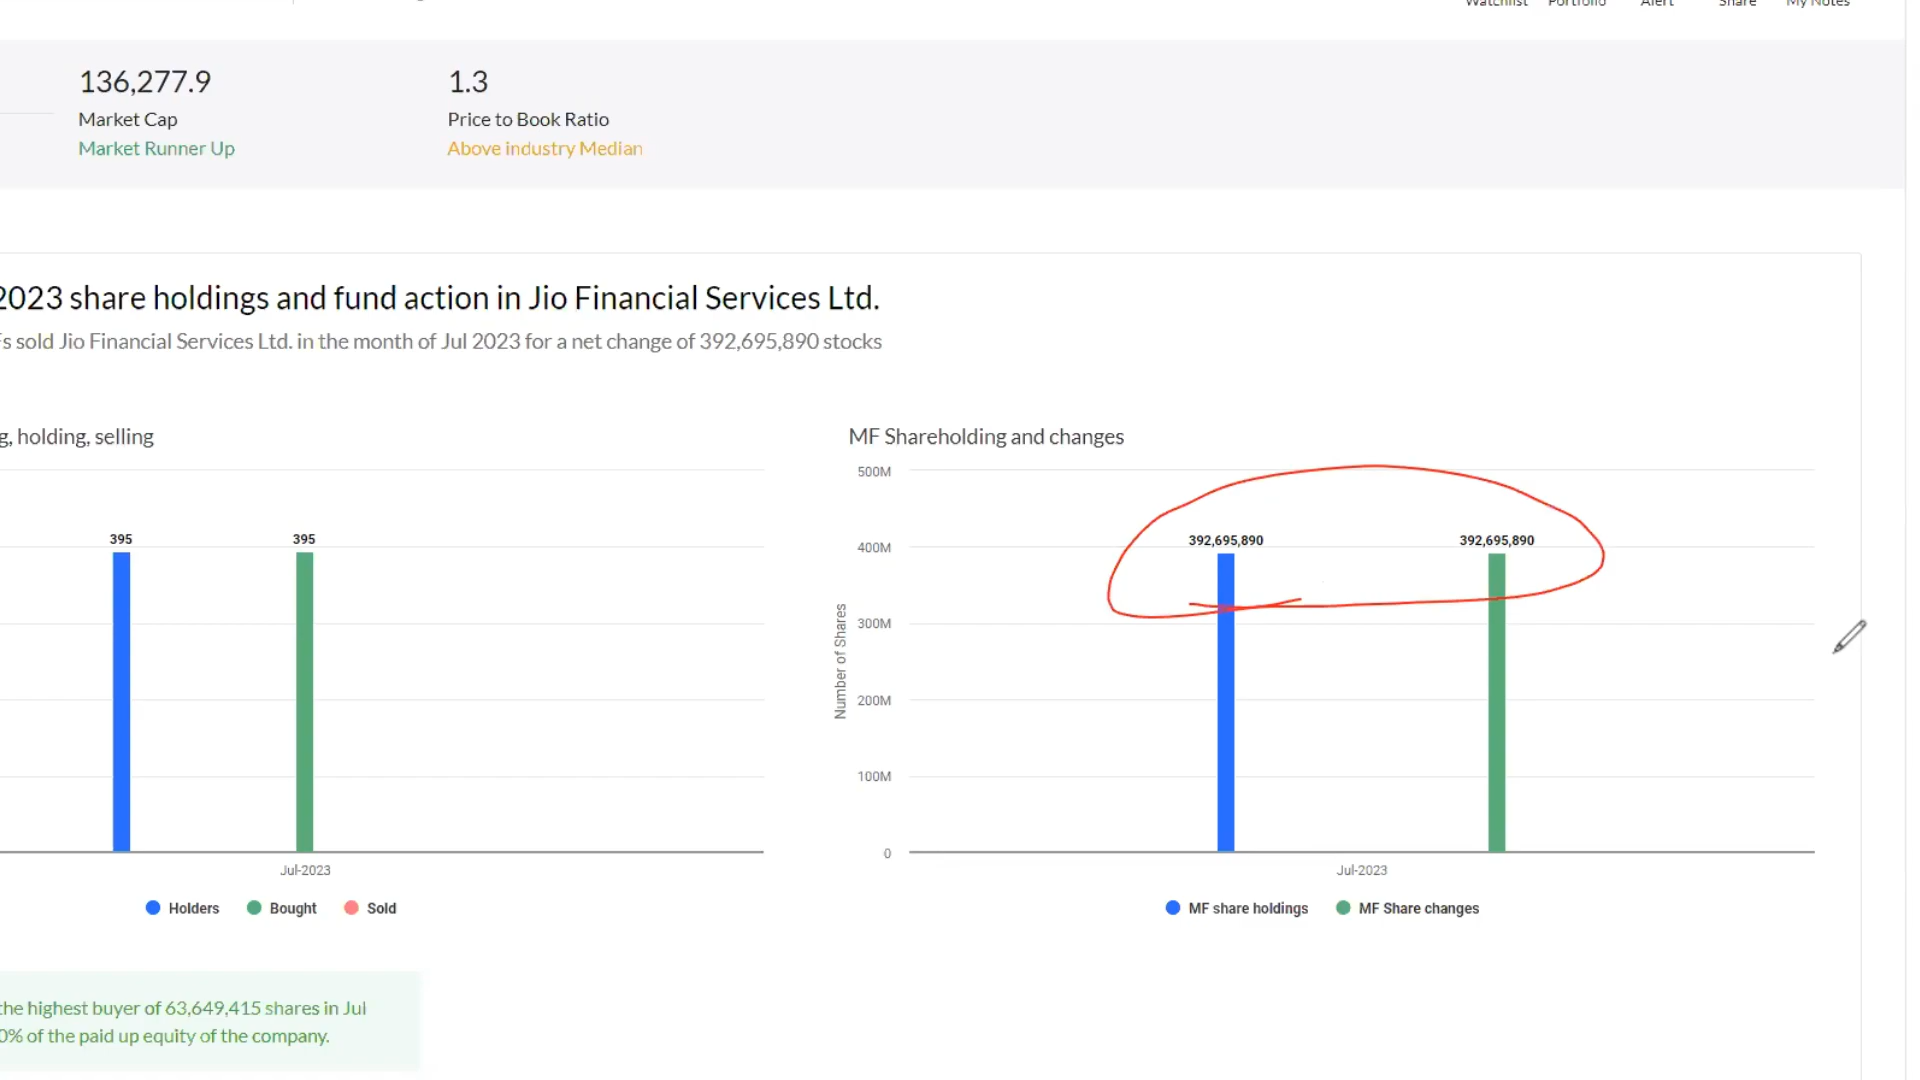 Watchlist Portfolio Alert Share My Notes
136,277.9
Market Cap
Market Runner Up
1.3
Price to Book Ratio
Above industry Median
2023 share holdings and fund action in Jio Financial Services Ltd.
s sold Jio Financial Services Ltd. in the month of Jul 2023 for a net change of 392,695,890 stocks
g, holding, selling
395
395
Jul-2023
Holders Bought Sold
MF Shareholding and changes
500M
400M
300M
200M
100M
0
Number of Shares
392,695,890
392,695,890
Jul-2023
MF share holdings MF Share changes
the highest buyer of 63,649,415 shares in Jul
0% of the paid up equity of the company.